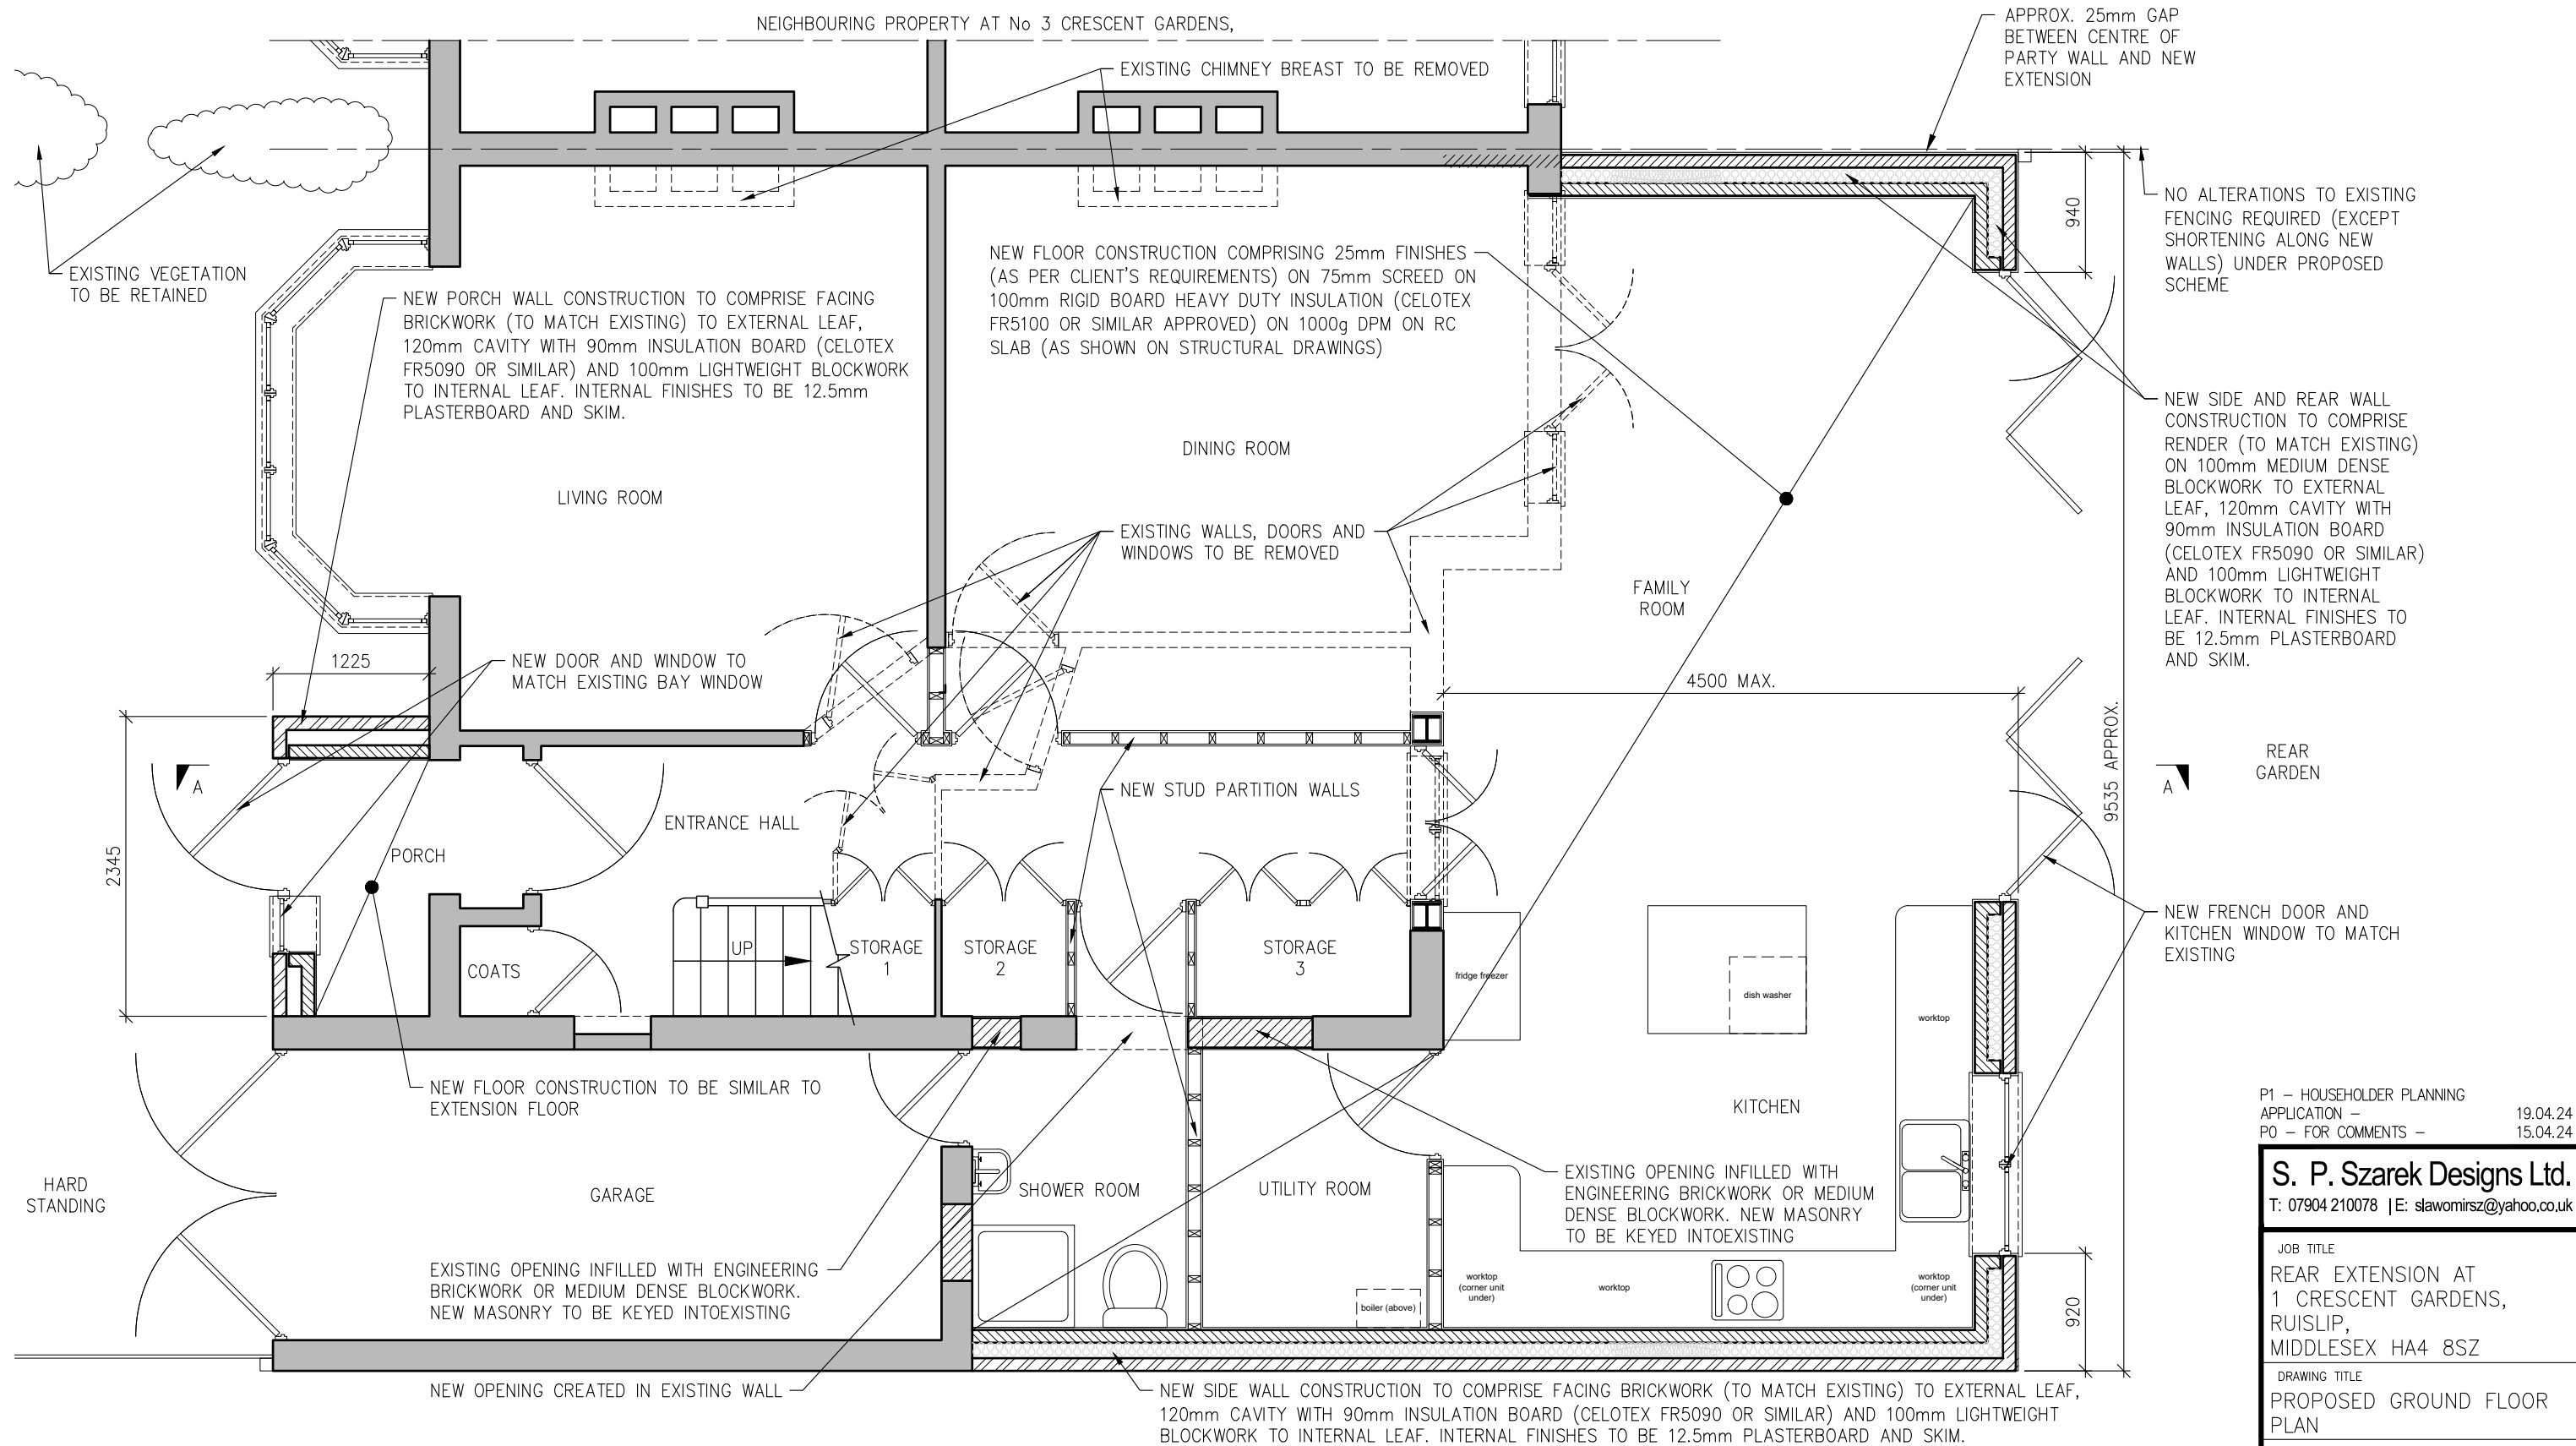 NEIGHBOURING PROPERTY AT No 3 CRESCENT GARDENS,
APPROX. 25mm GAP
BETWEEN CENTRE OF
PARTY WALL AND NEW
EXTENSION
EXISTING CHIMNEY BREAST TO BE REMOVED
EXISTING VEGETATION
TO BE RETAINED
NEW PORCH WALL CONSTRUCTION TO COMPRISE FACING
BRICKWORK (TO MATCH EXISTING) TO EXTERNAL LEAF,
120mm CAVITY WITH 90mm INSULATION BOARD (CELOTEX
FR5090 OR SIMILAR) AND 100mm LIGHTWEIGHT BLOCKWORK
TO INTERNAL LEAF. INTERNAL FINISHES TO BE 12.5mm
PLASTERBOARD AND SKIM.
NEW FLOOR CONSTRUCTION COMPRISING 25mm FINISHES
(AS PER CLIENT'S REQUIREMENTS) ON 75mm SCREED ON
100mm RIGID BOARD HEAVY DUTY INSULATION (CELOTEX
FR5100 OR SIMILAR APPROVED) ON 1000g DPM ON RC
SLAB (AS SHOWN ON STRUCTURAL DRAWINGS)
940
NO ALTERATIONS TO EXISTING
FENCING REQUIRED (EXCEPT
SHORTENING ALONG NEW
WALLS) UNDER PROPOSED
SCHEME
NEW SIDE AND REAR WALL
CONSTRUCTION TO COMPRISE
RENDER (TO MATCH EXISTING)
ON 100mm MEDIUM DENSE
BLOCKWORK TO EXTERNAL
LEAF, 120mm CAVITY WITH
90mm INSULATION BOARD
(CELOTEX FR5090 OR SIMILAR)
AND 100mm LIGHTWEIGHT
BLOCKWORK TO INTERNAL
LEAF. INTERNAL FINISHES TO
BE 12.5mm PLASTERBOARD
AND SKIM.
DINING ROOM
LIVING ROOM
EXISTING WALLS, DOORS AND
WINDOWS TO BE REMOVED
FAMILY
ROOM
1225
NEW DOOR AND WINDOW TO
MATCH EXISTING BAY WINDOW
4500 MAX.
9535 APPROX.
REAR
GARDEN
A
A
NEW STUD PARTITION WALLS
ENTRANCE HALL
PORCH
2345
UP
COATS
STORAGE
1
STORAGE
2
STORAGE
3
fridge freezer
dish washer
worktop
NEW FRENCH DOOR AND
KITCHEN WINDOW TO MATCH
EXISTING
NEW FLOOR CONSTRUCTION TO BE SIMILAR TO
EXTENSION FLOOR
KITCHEN
HARD
STANDING
GARAGE
SHOWER ROOM
UTILITY ROOM
EXISTING OPENING INFILLED WITH
ENGINEERING BRICKWORK OR MEDIUM
DENSE BLOCKWORK. NEW MASONRY
TO BE KEYED INTOEXISTING
EXISTING OPENING INFILLED WITH ENGINEERING
BRICKWORK OR MEDIUM DENSE BLOCKWORK.
NEW MASONRY TO BE KEYED INTOEXISTING
boiler (above)
worktop
(corner unit
under)
worktop
worktop
(corner unit
under)
920
NEW OPENING CREATED IN EXISTING WALL
NEW SIDE WALL CONSTRUCTION TO COMPRISE FACING BRICKWORK (TO MATCH EXISTING) TO EXTERNAL LEAF,
120mm CAVITY WITH 90mm INSULATION BOARD (CELOTEX FR5090 OR SIMILAR) AND 100mm LIGHTWEIGHT
BLOCKWORK TO INTERNAL LEAF. INTERNAL FINISHES TO BE 12.5mm PLASTERBOARD AND SKIM.
P1 – HOUSEHOLDER PLANNING
APPLICATION – 19.04.24
P0 – FOR COMMENTS – 15.04.24
S. P. Szarek Designs Ltd.
T: 07904 210078 | E: slawomirsz@yahoo.co.uk
JOB TITLE
REAR EXTENSION AT
1 CRESCENT GARDENS,
RUISLIP,
MIDDLESEX HA4 8SZ
DRAWING TITLE
PROPOSED GROUND FLOOR
PLAN